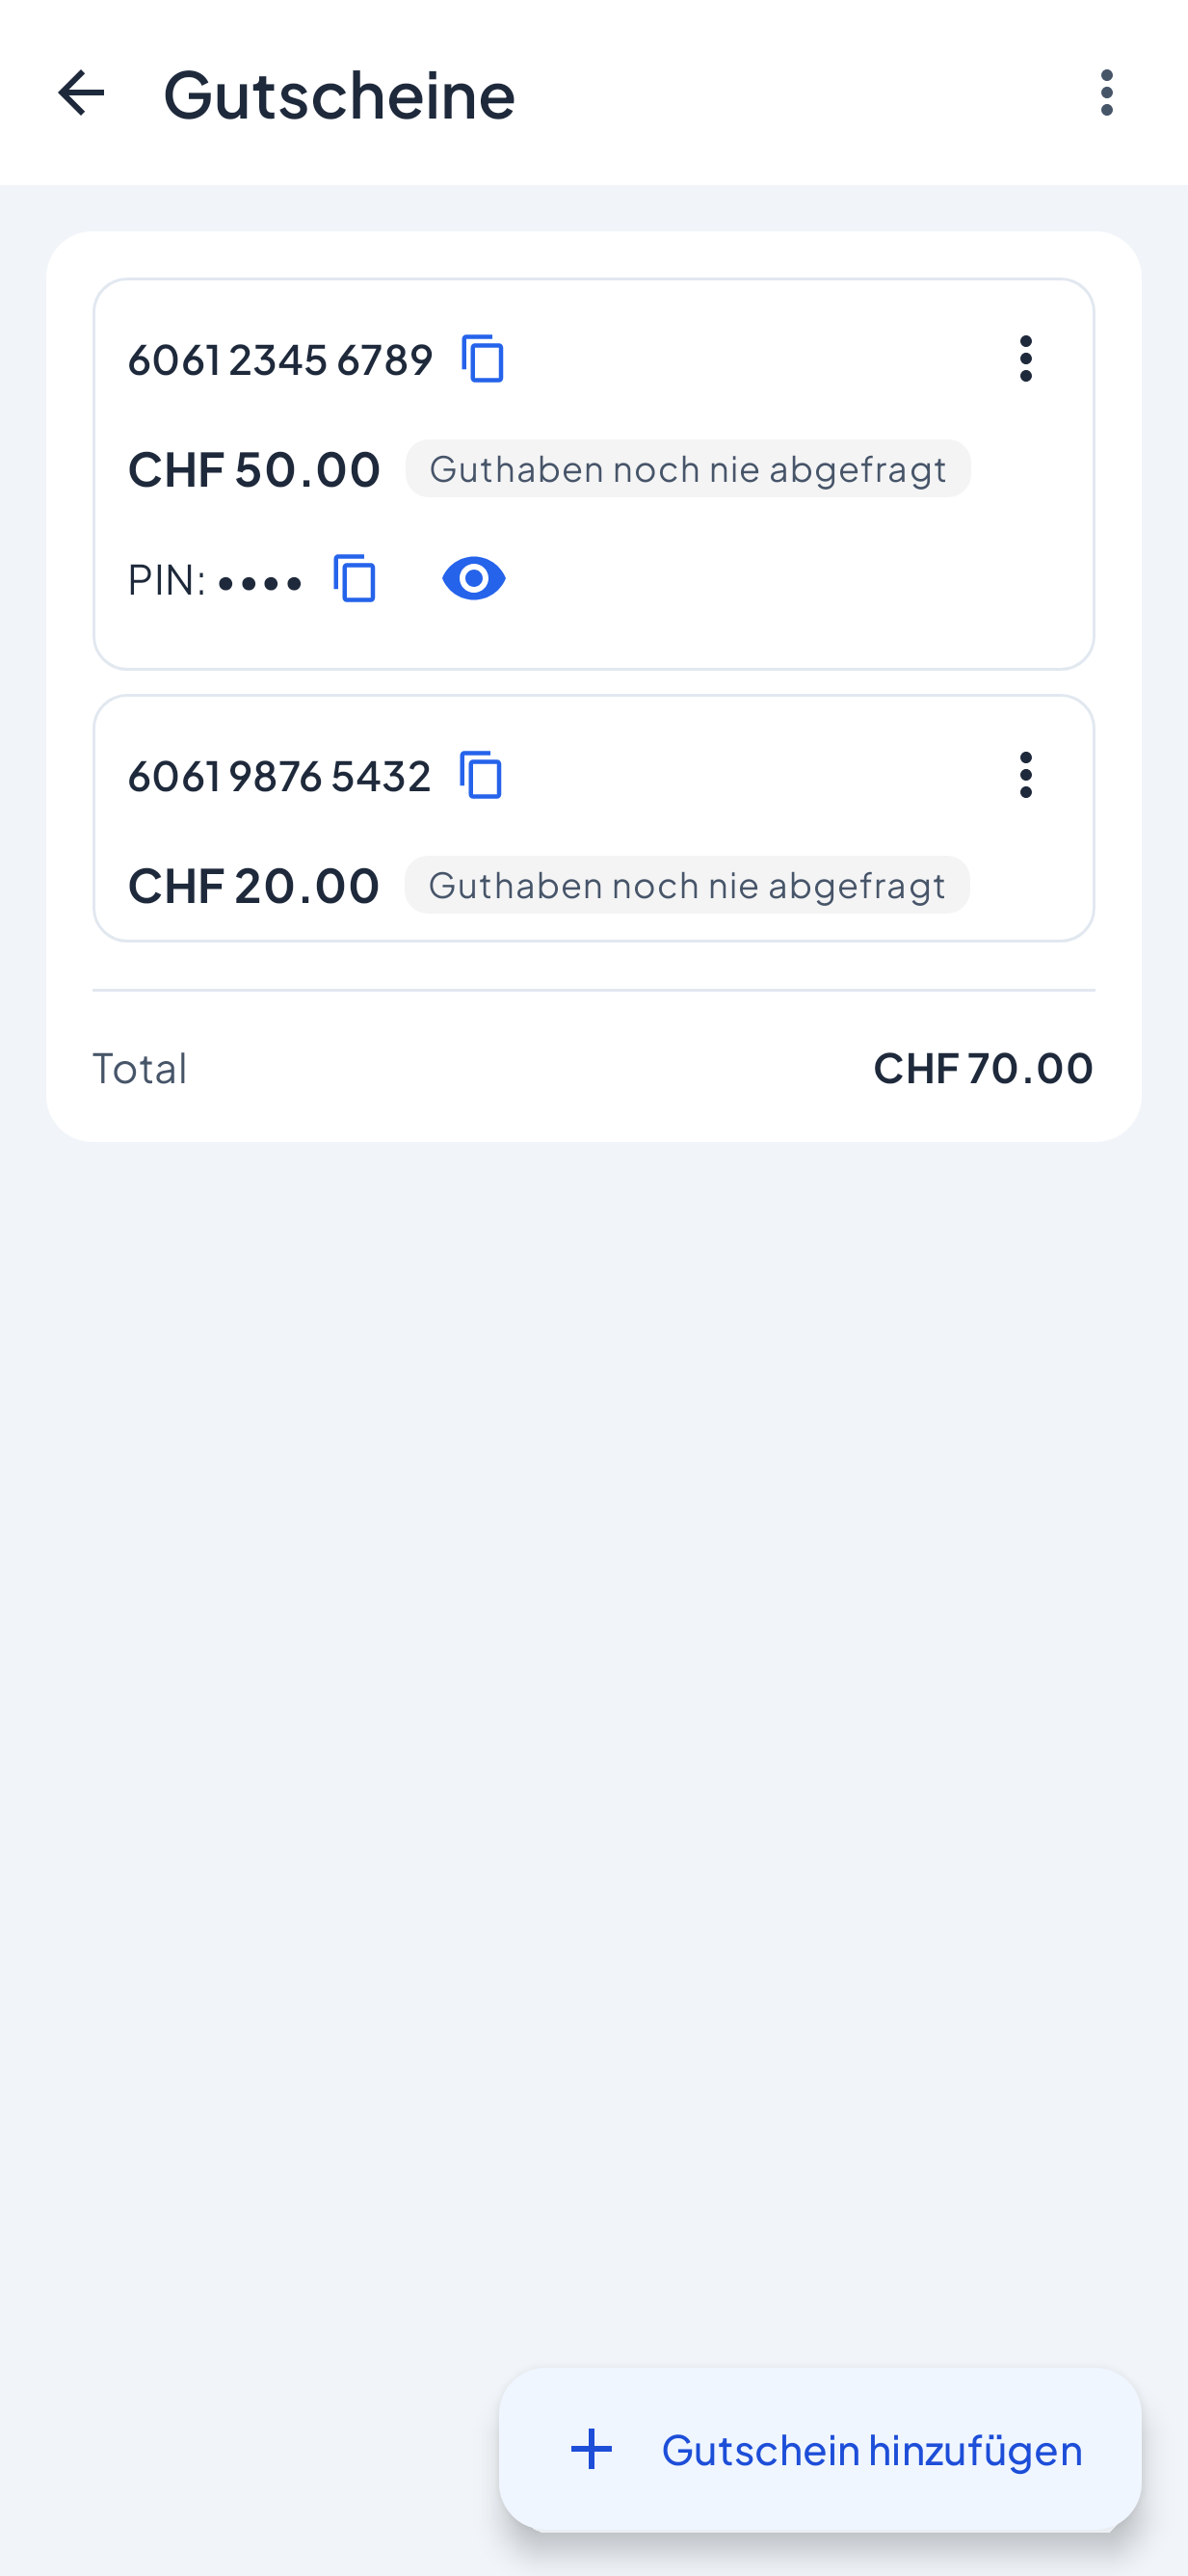 Gutscheine
6061 2345 6789
CHF 50.00 Guthaben noch nie abgefragt
PIN: ••••
6061 9876 5432
CHF 20.00 Guthaben noch nie abgefragt
Total CHF 70.00
+ Gutschein hinzufügen